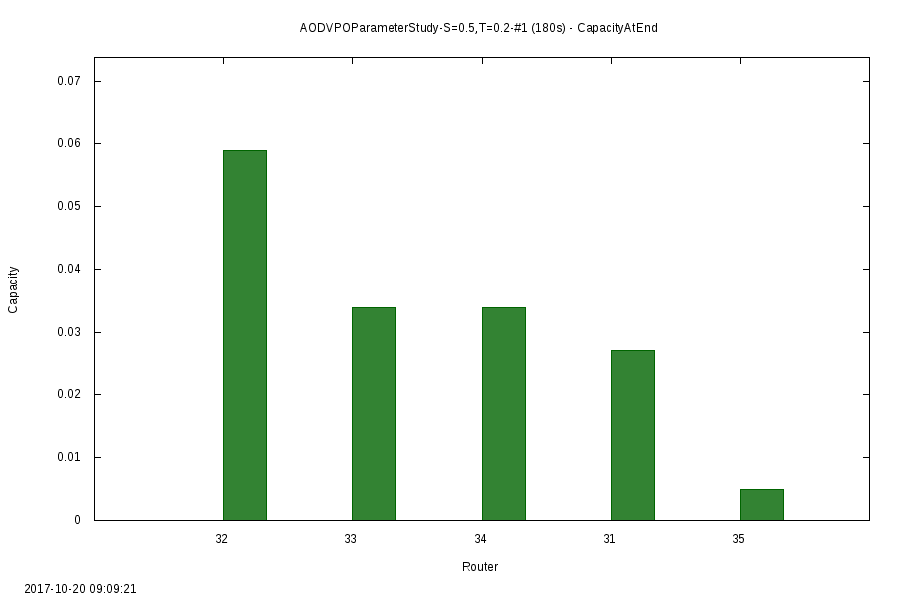 AODVPOParameterStudy-S=0.5,T=0.2-#1 (180s) - CapacityAtEnd
0.07
0.06
0.05
0.04
0.03
0.02
0.01
0
Capacity
32 33 34 31 35
Router
2017-10-20 09:09:21